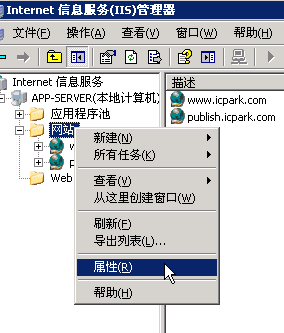 Internet 信息服务(IIS)管理器
文件(F) 操作(A) 查看(V) 窗口(W) 帮助(H)
Internet 信息服务
APP-SERVER(本地计算机)
应用程序池
网站
w
p
Web
描述
www.icpark.com
publish.icpark.com
新建(N)
所有任务(K)
查看(V)
从这里创建窗口(W)
刷新(F)
导出列表(L)...
属性(R)
帮助(H)